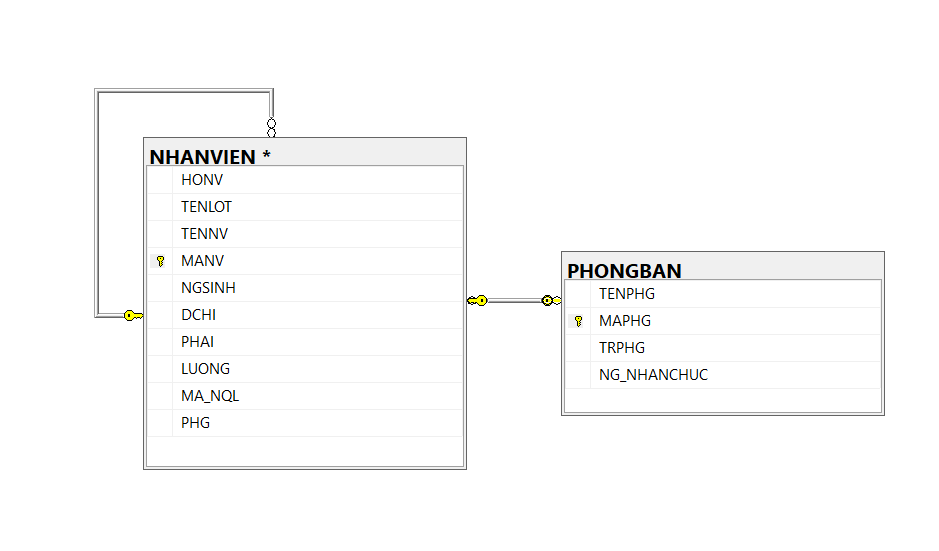 NHANVIEN *
HONV
TENLOT
TENNV
MANV
NGSINH
DCHI
PHAI
LUONG
MA_NQL
PHG
PHONGBAN
TENPHG
MAPHG
TRPHG
NG_NHANCHUC